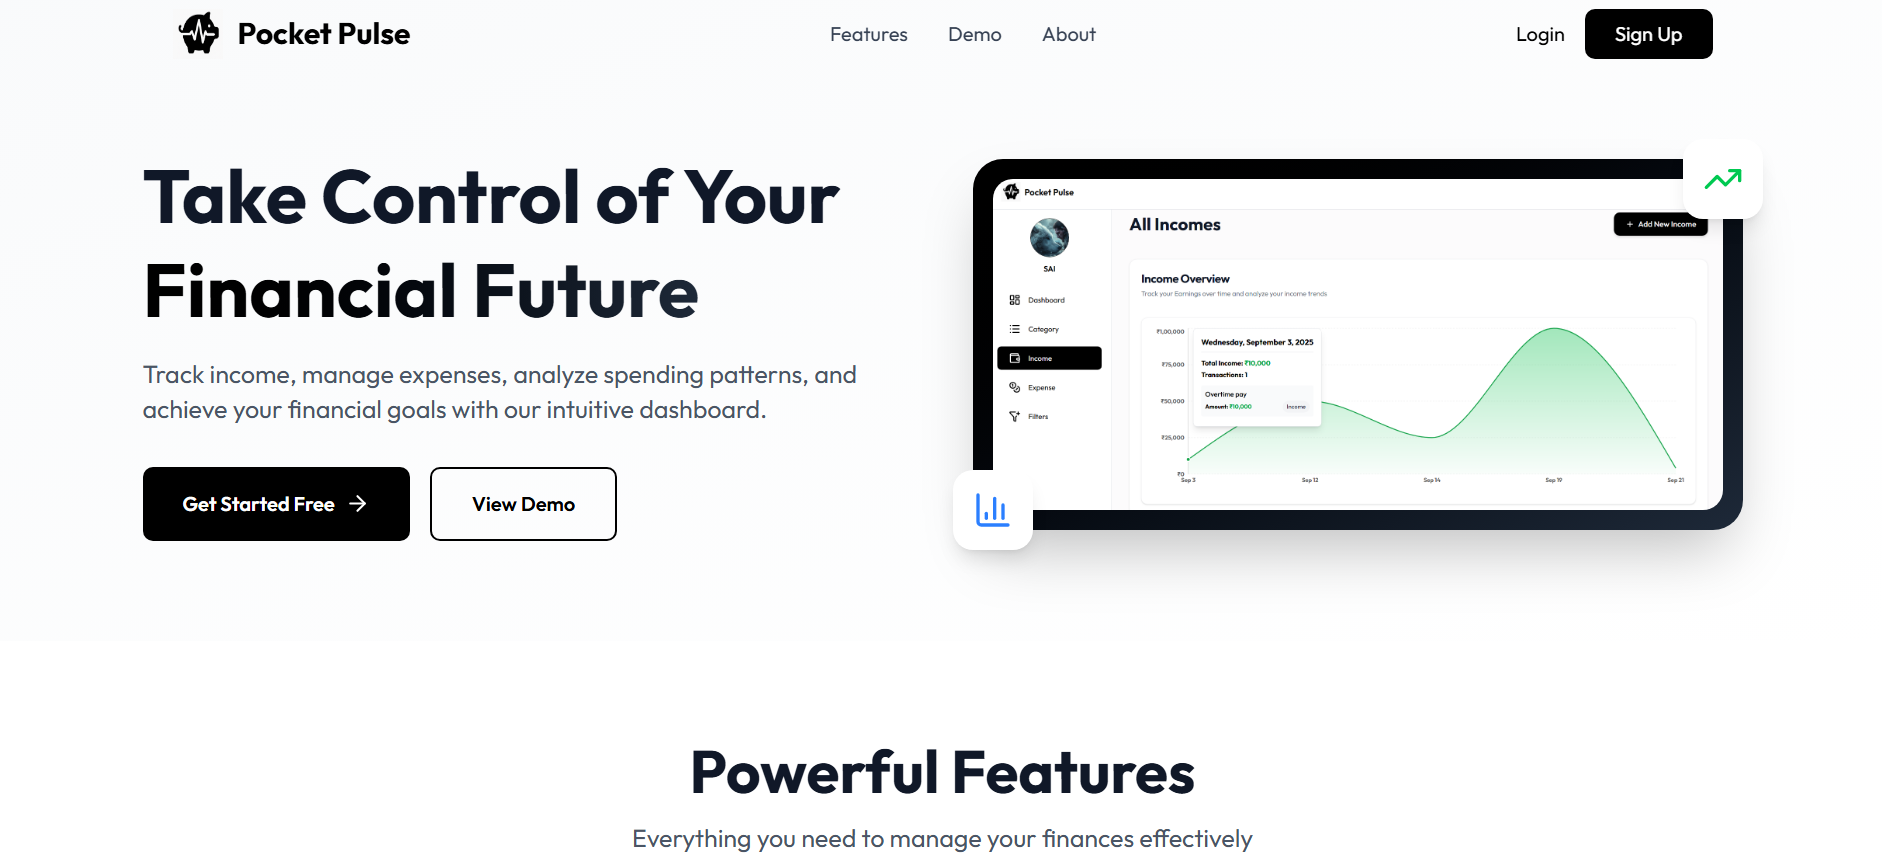 Pocket Pulse
Features
Demo
About
Login
Sign Up
Take Control of Your
Financial Future
Track income, manage expenses, analyze spending patterns, and
achieve your financial goals with our intuitive dashboard.
Get Started Free
View Demo
Pocket Pulse
SAI
Dashboard
Category
Income
Expense
Filters
All Incomes
+ Add New Income
Income Overview
Track your Earnings over time and analyze your income trends
₹1,00,000
₹75,000
₹50,000
₹25,000
₹0
Wednesday, September 3, 2025
Total Income: ₹10,000
Transactions: 1
Overtime pay
Amount: ₹10,000
Income
Sep 3
Sep 12
Sep 14
Sep 19
Sep 21
Powerful Features
Everything you need to manage your finances effectively